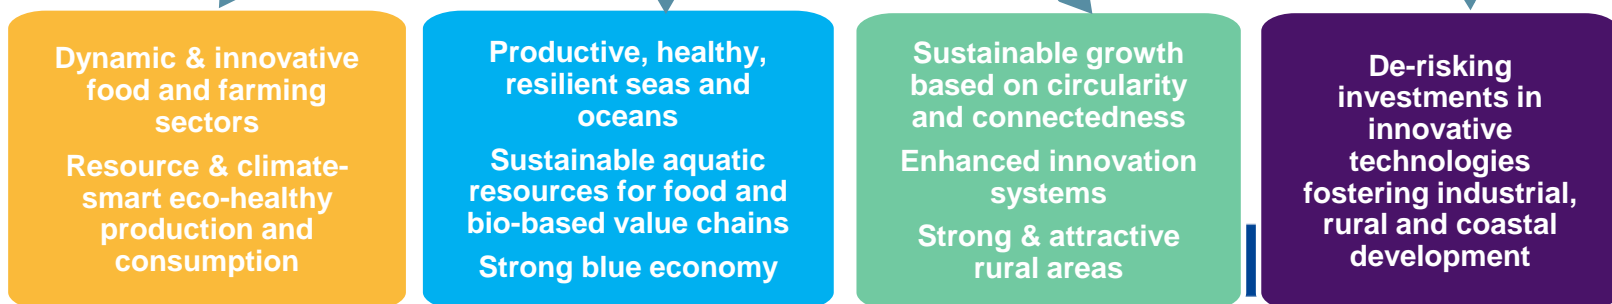 Dynamic & innovative
food and farming
sectors
Resource & climate-
smart eco-healthy
production and
consumption
Productive, healthy,
resilient seas and
oceans
Sustainable aquatic
resources for food and
bio-based value chains
Strong blue economy
Sustainable growth
based on circularity
and connectedness
Enhanced innovation
systems
Strong & attractive
rural areas
De-risking
investments in
innovative
technologies
fostering industrial,
rural and coastal
development